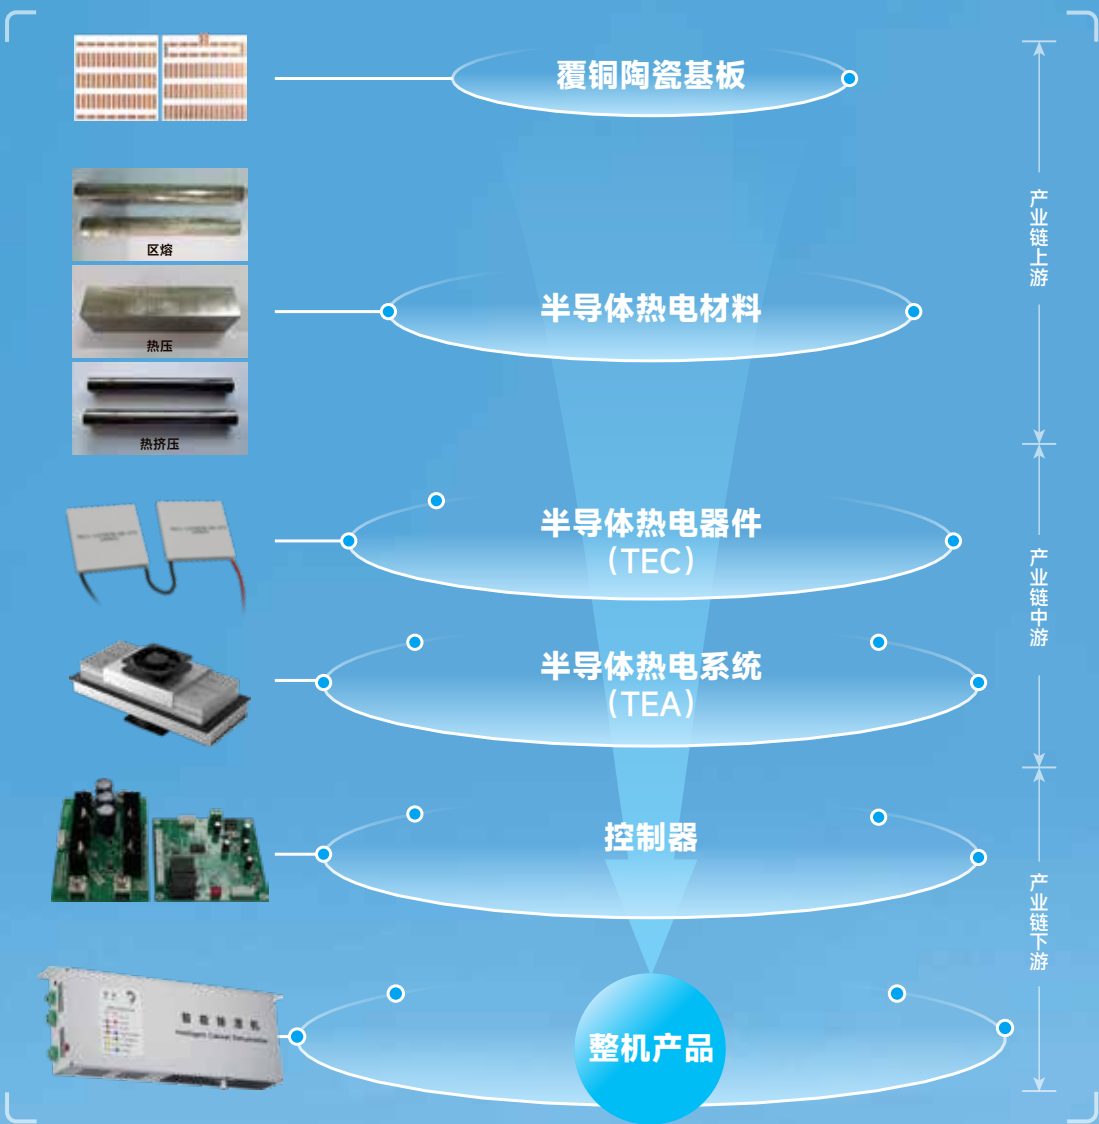 覆铜陶瓷基板
区熔
热压
热挤压
半导体热电材料
产业链上游
半导体热电器件
(TEC)
产业链中游
半导体热电系统
(TEA)
控制器
产业链下游
整机产品